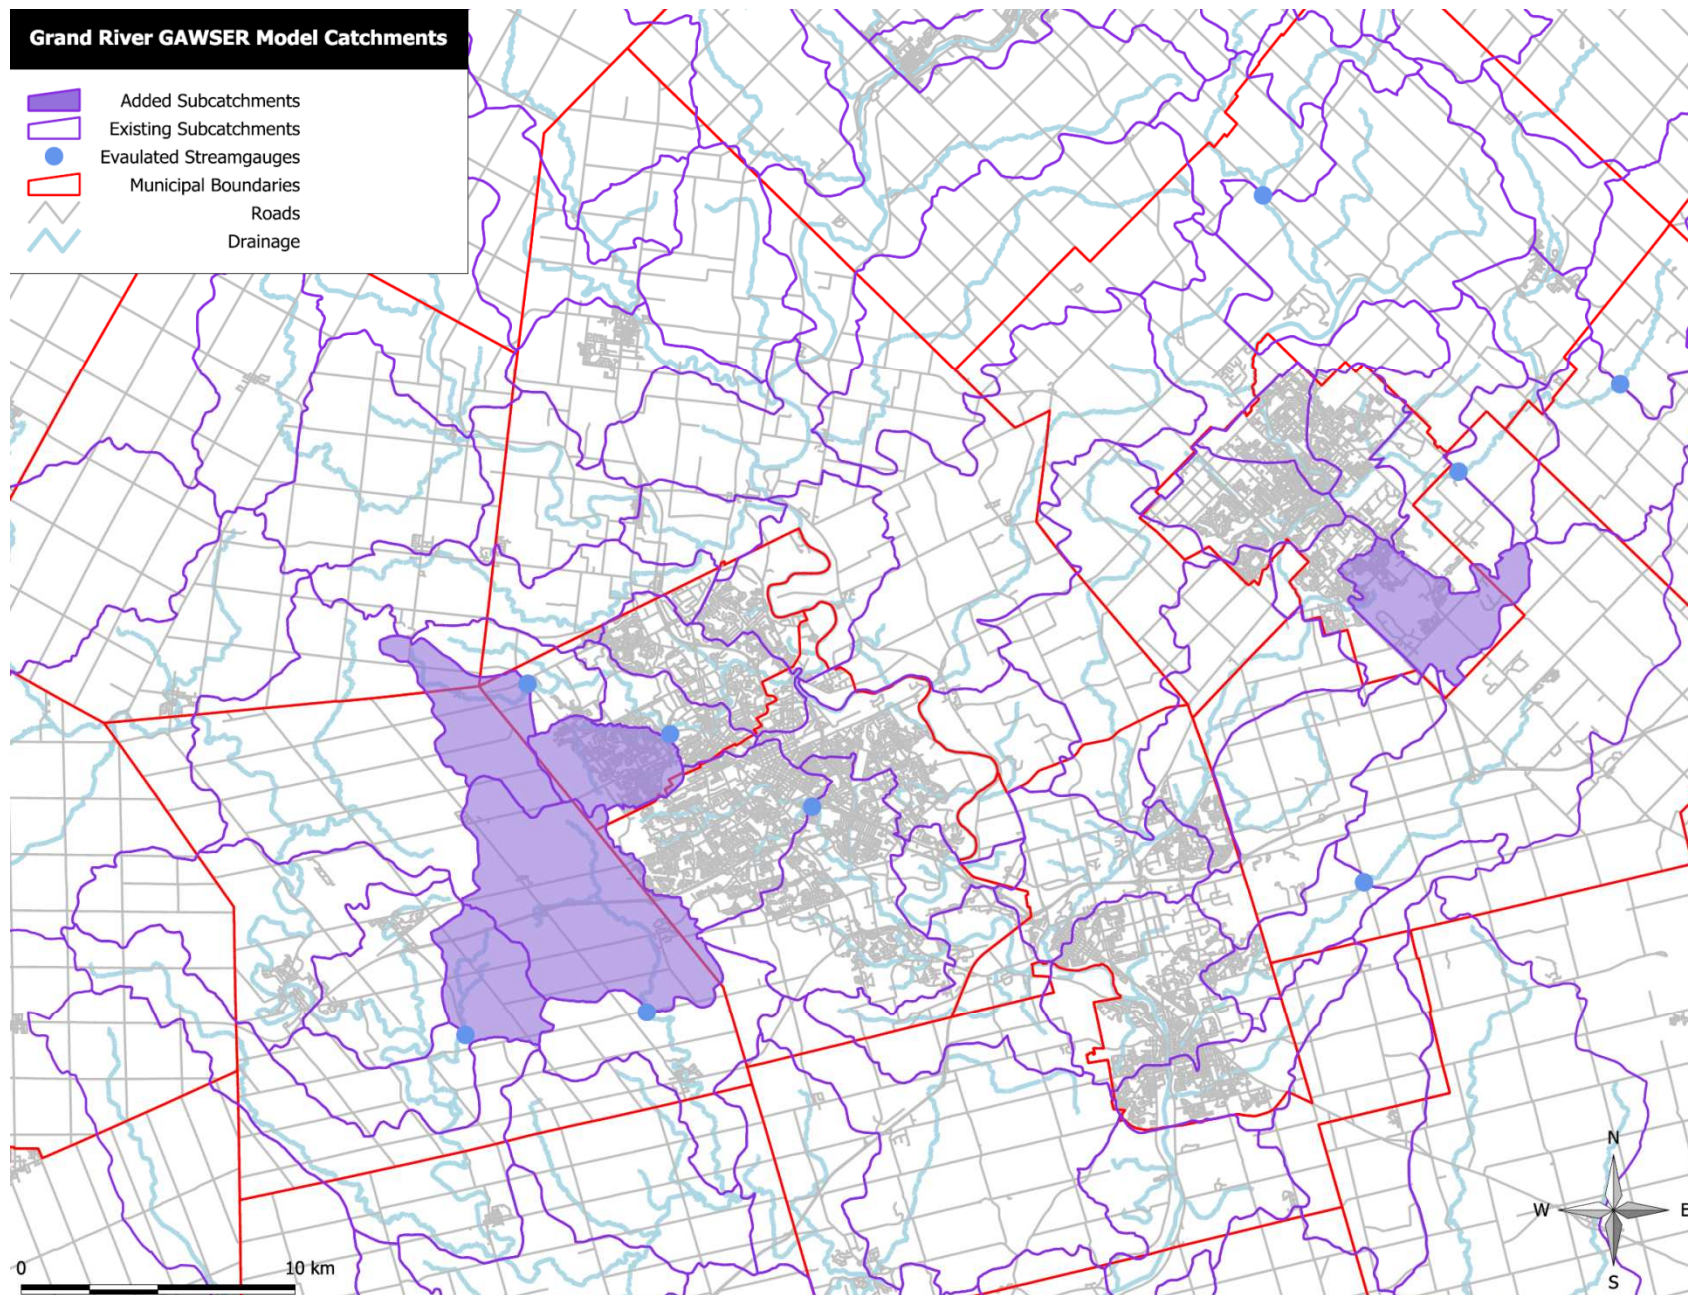 Grand River GAWSER Model Catchments
Added Subcatchments
Existing Subcatchments
Evaulated Streamgauges
Municipal Boundaries
Roads
Drainage
N
W E
S
0 10 km